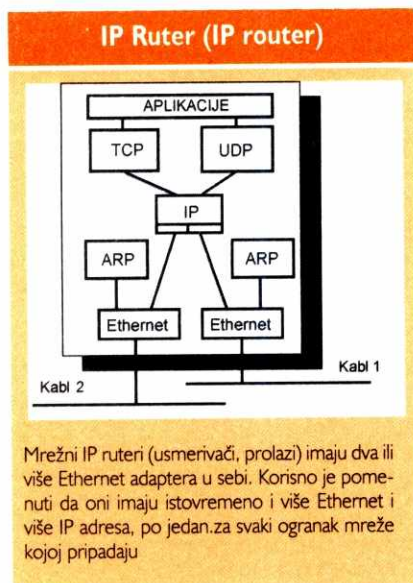 IP Ruter (IP router)
APLIKACIJE
TCP UDP
IP
ARP ARP
Ethernet Ethernet
Kabl 1
Kabl 2
Mrežni IP ruteri (usmerivači, prolazi) imaju dva ili
više Ethernet adaptera u sebi. Korisno je pome-
nuti da oni imaju istovremeno i više Ethernet i
više IP adresa, po jedan.za svaki ogranak mreže
kojoj pripadaju